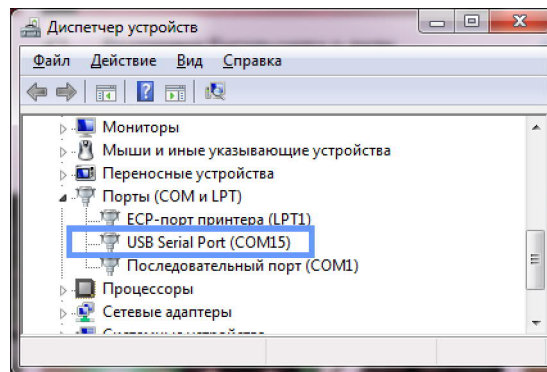 Диспетчер устройств
Файл Действие Вид Справка
Мониторы
Мыши и иные указывающие устройства
Переносные устройства
Порты (COM и LPT)
ECP-порт принтера (LPT1)
USB Serial Port (COM15)
Последовательный порт (COM1)
Процессоры
Сетевые адаптеры